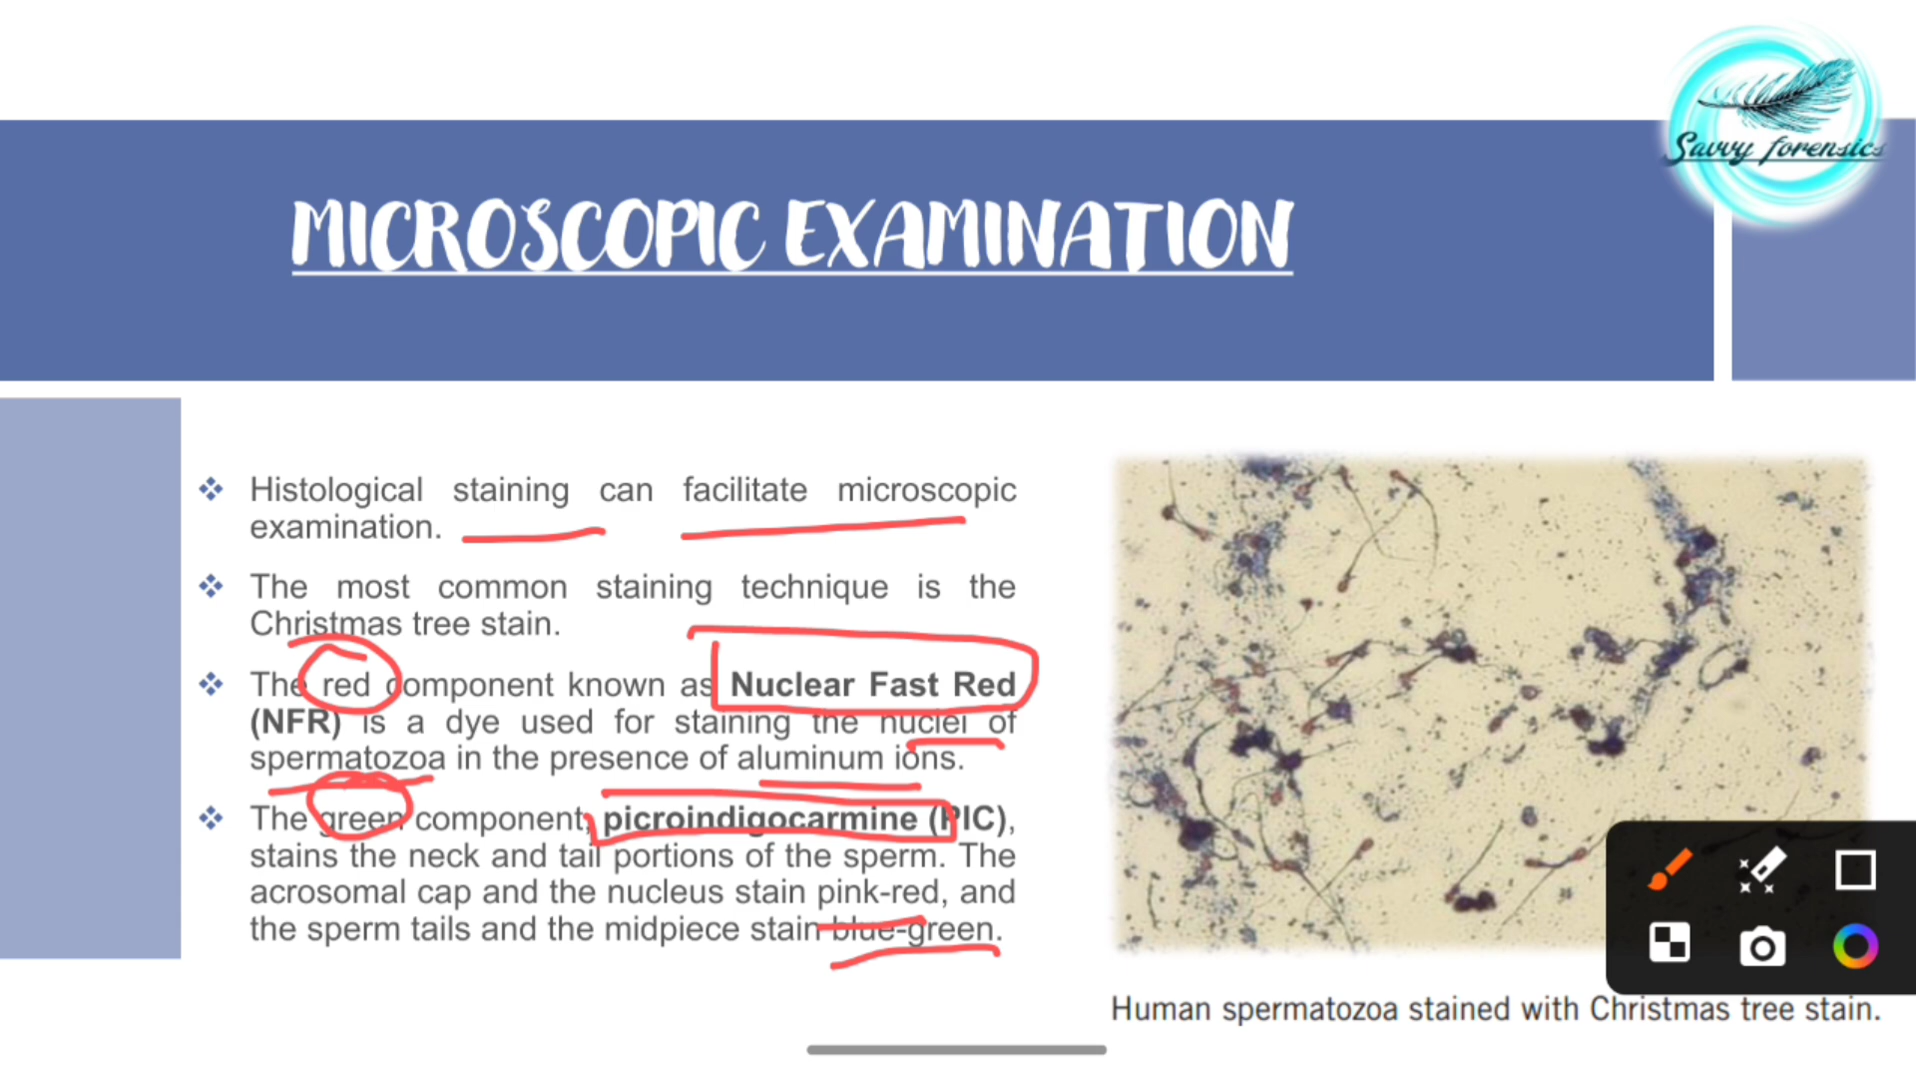 Savvy forensics
MICROSCOPIC EXAMINATION
Histological staining can facilitate microscopic
examination.
The most common staining technique is the
Christmas tree stain.
The red component known as Nuclear Fast Red
(NFR) is a dye used for staining the nuclei of
spermatozoa in the presence of aluminum ions.
The green component, picroindigocarmine (PIC),
stains the neck and tail portions of the sperm. The
acrosomal cap and the nucleus stain pink-red, and
the sperm tails and the midpiece stain blue-green.
Human spermatozoa stained with Christmas tree stain.